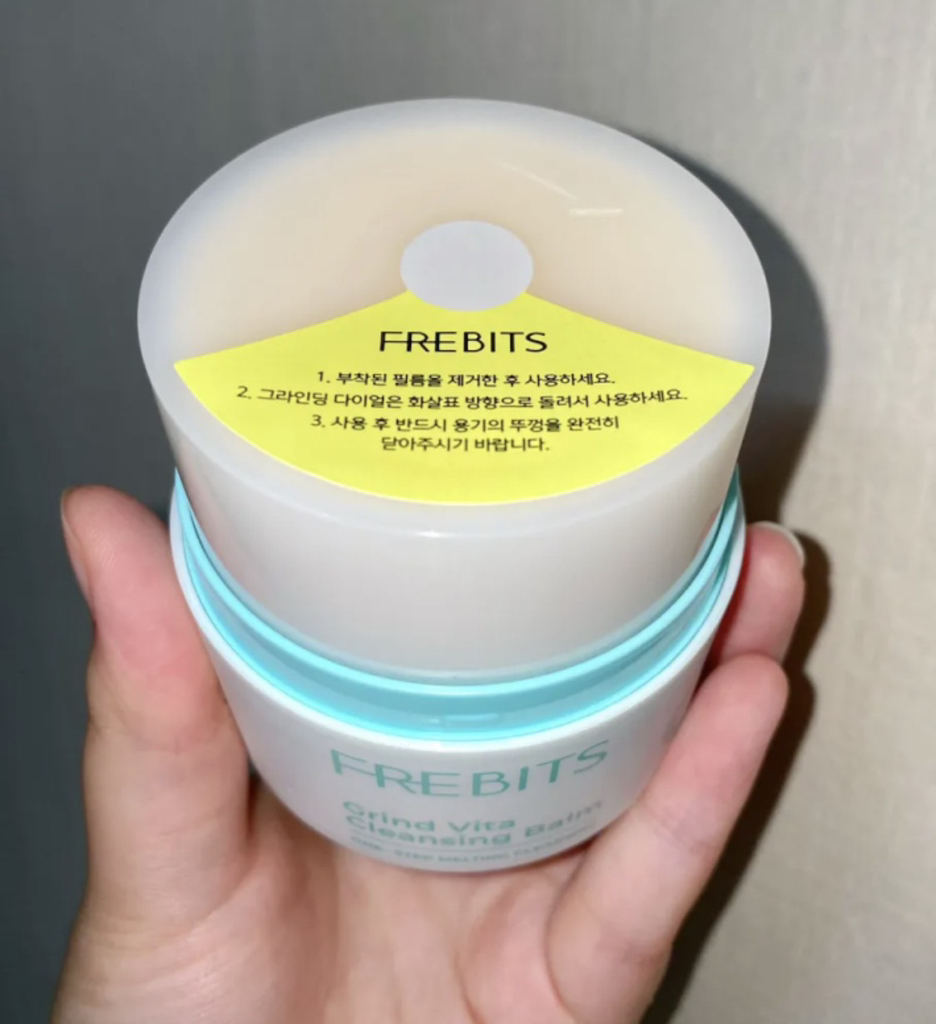 FREBITS
1. 부착된 필름을 제거한 후 사용하세요.
2. 그라인딩 다이얼은 화살표 방향으로 돌려서 사용하세요.
3. 사용 후 반드시 용기의 뚜껑을 완전히
닫아주시기 바랍니다.
FREBITS
Grind Vita
Cleansing Balm